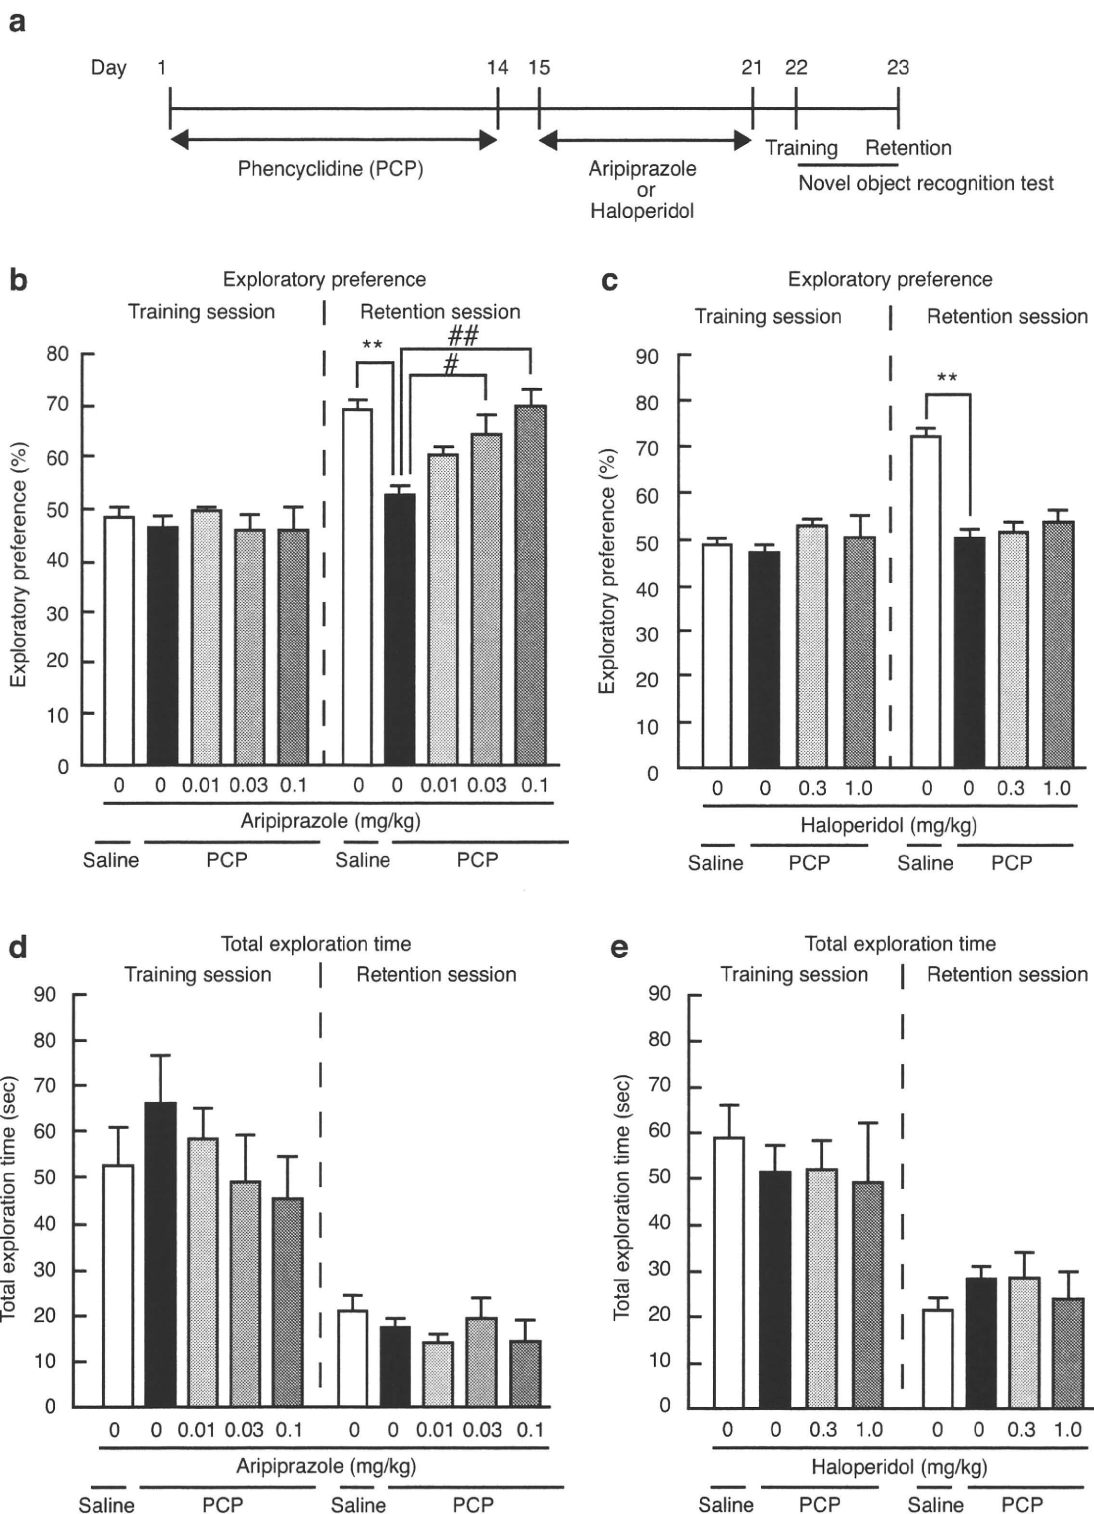 a
Day 1 14 15 21 22 23
Training Retention
Phencyclidine (PCP)
Aripiprazole
or
Haloperidol
Novel object recognition test
b
Exploratory preference
Training session Retention session
** # ##
Exploratory preference (%)
80
70
60
50
40
30
20
10
0
0 0 0.01 0.03 0.1 0 0 0.01 0.03 0.1
Aripiprazole (mg/kg)
Saline PCP Saline PCP
c
Exploratory preference
Training session Retention session
**
Exploratory preference (%)
90
80
70
60
50
40
30
20
10
0
0 0 0.3 1.0 0 0 0.3 1.0
Haloperidol (mg/kg)
Saline PCP Saline PCP
d
Total exploration time
Training session Retention session
Total exploration time (sec)
90
80
70
60
50
40
30
20
10
0
0 0 0.01 0.03 0.1 0 0 0.01 0.03 0.1
Aripiprazole (mg/kg)
Saline PCP Saline PCP
e
Total exploration time
Training session Retention session
Total exploration time (sec)
90
80
70
60
50
40
30
20
10
0
0 0 0.3 1.0 0 0 0.3 1.0
Haloperidol (mg/kg)
Saline PCP Saline PCP